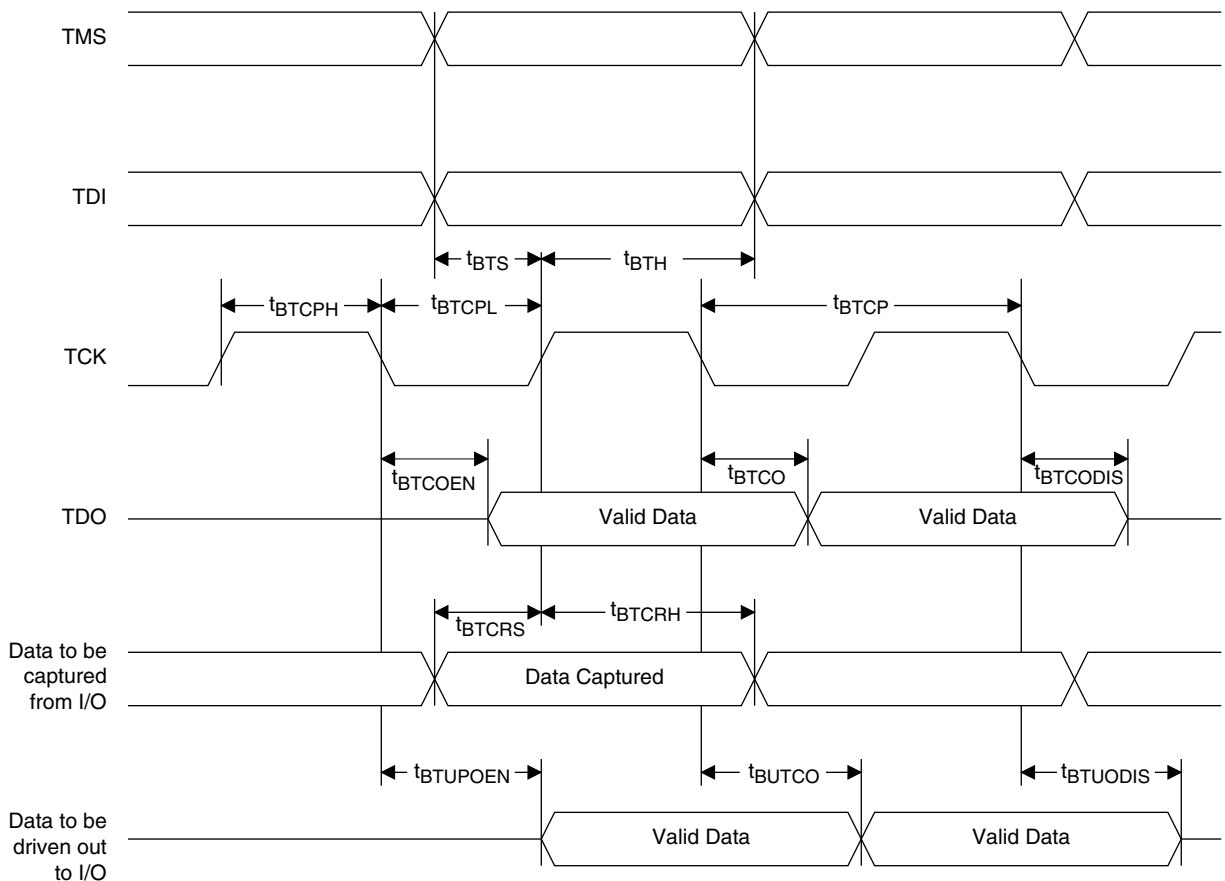 TMS
TDI
tBTS
tBTH
tBTCPH
tBTCPL
tBTCP
TCK
tBTCOEN
tBTCO
tBTCODIS
TDO
Valid Data
Valid Data
tBTCRS
tBTCRH
Data to be
captured
from I/O
Data Captured
tBTUPOEN
tBUTCO
tBTUODIS
Data to be
driven out
to I/O
Valid Data
Valid Data